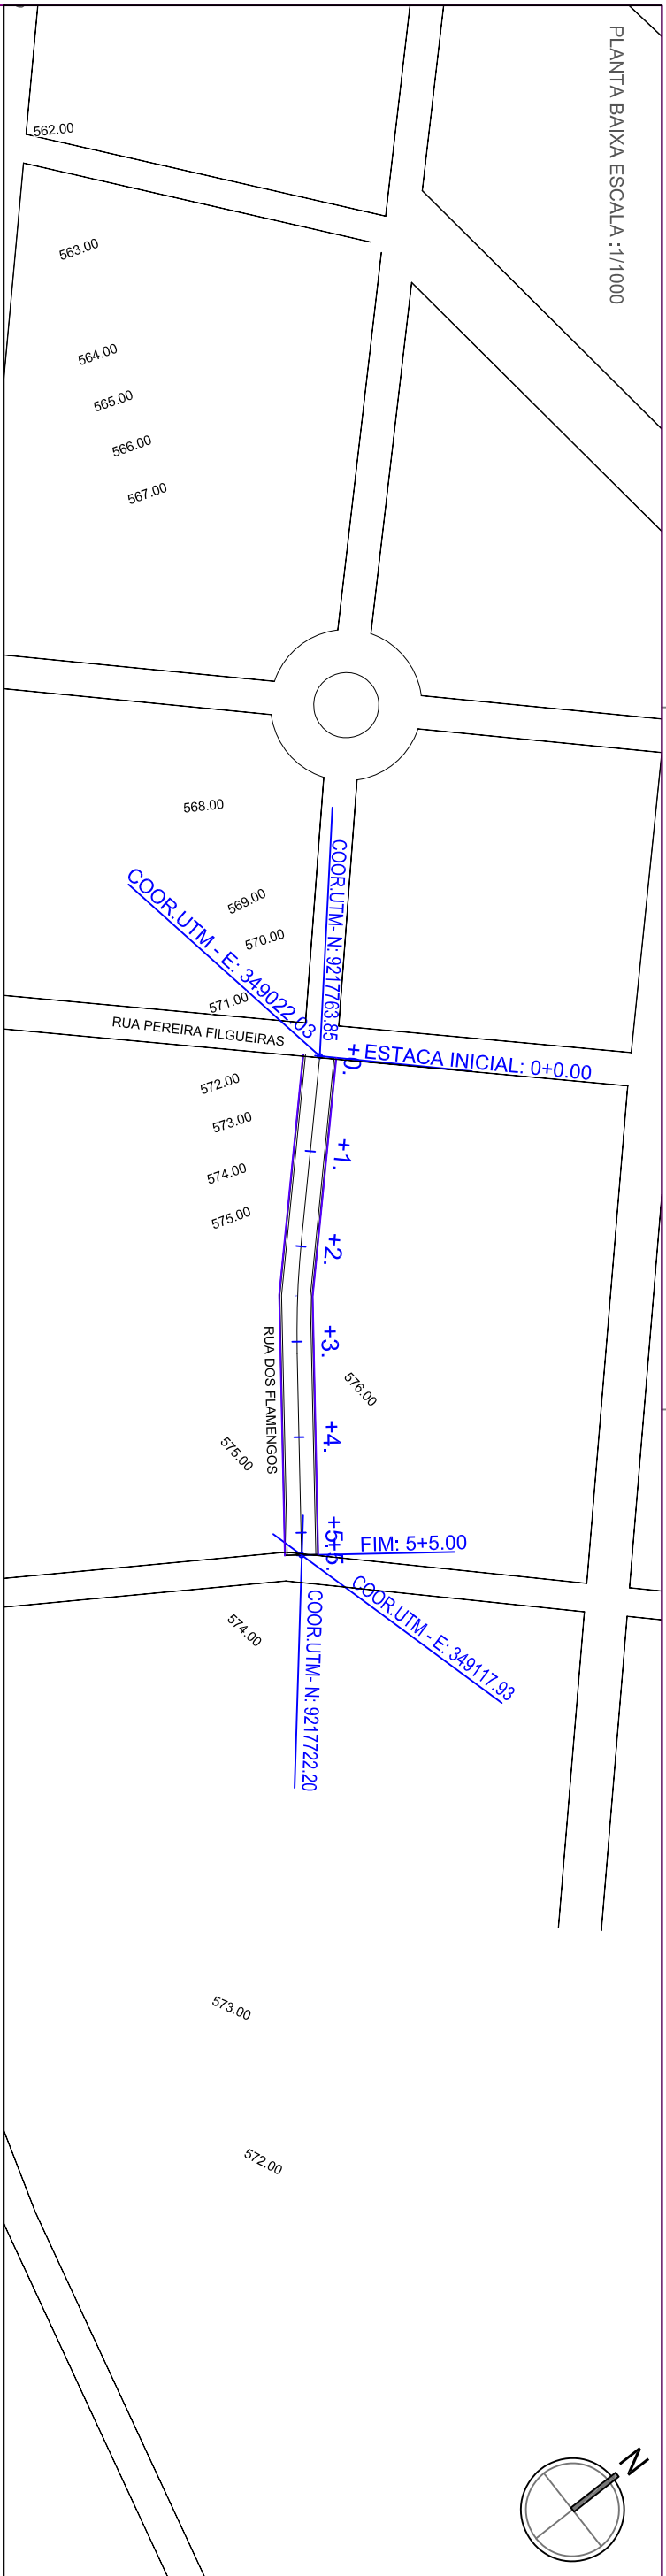 PLANTA BAIXA ESCALA :1/1000
562.00
563.00
564.00
565.00
566.00
567.00
568.00
569.00
570.00
571.00
COOR.UTM - E: 349022.03
COOR.UTM- N: 9217763.85
RUA PEREIRA FILGUEIRAS
+0.
ESTACA INICIAL: 0+0.00
572.00
573.00
574.00
575.00
+1.
+2.
+3.
576.00
RUA DOS FLAMENGOS
+4.
575.00
+5.
+5.
FIM: 5+5.00
COOR.UTM - E: 349117.93
COOR.UTM- N: 9217722.20
574.00
573.00
572.00
N